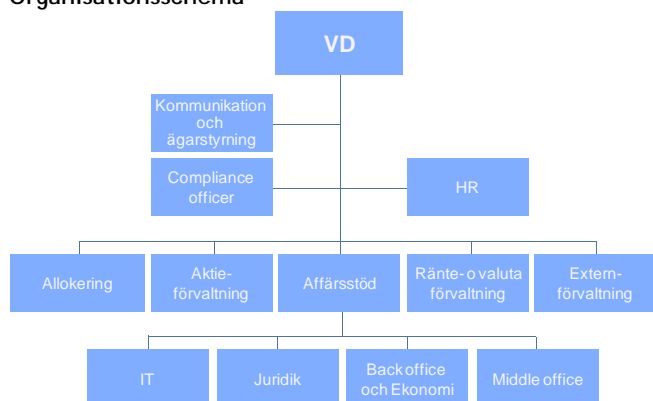 Organisationsschema
VD
Kommunikation
och
ägarstyrning
Compliance
officer
HR
Allokering
Aktie-
förvaltning
Affärsstöd
Ränte- o valuta
förvaltning
Extern-
förvaltning
IT
Juridik
Back office
och Ekonomi
Middle office